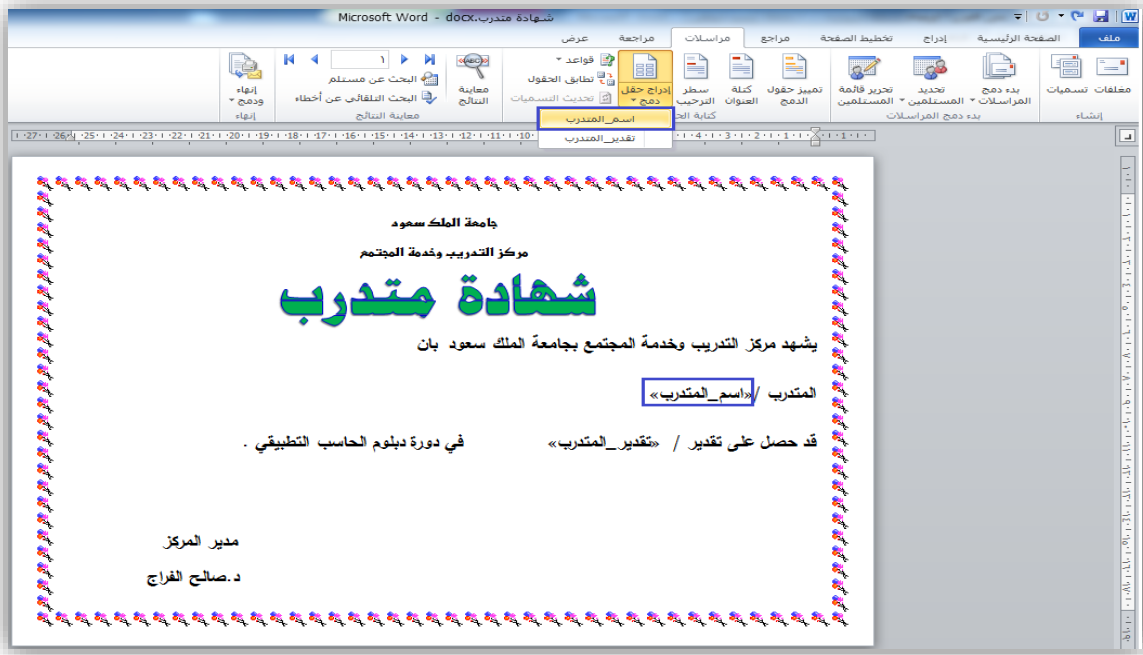 شهادة متدرب.docx - Microsoft Word
ملف الصفحة الرئيسية إدراج تخطيط الصفحة مراجع مراسلات مراجعة عرض
مغلفات تسميات
إنشاء
بدء دمج المراسلات
تحديد المستلمين
تحرير قائمة المستلمين
بدء دمج المراسلات
تمييز حقول الدمج
كتلة العنوان
سطر الترحيب
إدراج حقل دمج
قواعد
تطابق الحقول
تحديث التسميات
كتابة
معاينة النتائج
١
البحث عن مستلم
البحث التلقائي عن أخطاء
معاينة النتائج
إنهاء ودمج
إنهاء
اسم_المتدرب
تقدير_المتدرب
جامعة الملك سعود
مركز التدريب وخدمة المجتمع
شهادة متدرب
يشهد مركز التدريب وخدمة المجتمع بجامعة الملك سعود بان
المتدرب /«اسم_المتدرب»
قد حصل على تقدير / «تقدير_المتدرب» في دورة دبلوم الحاسب التطبيقي .
مدير المركز
د.صالح الفراج